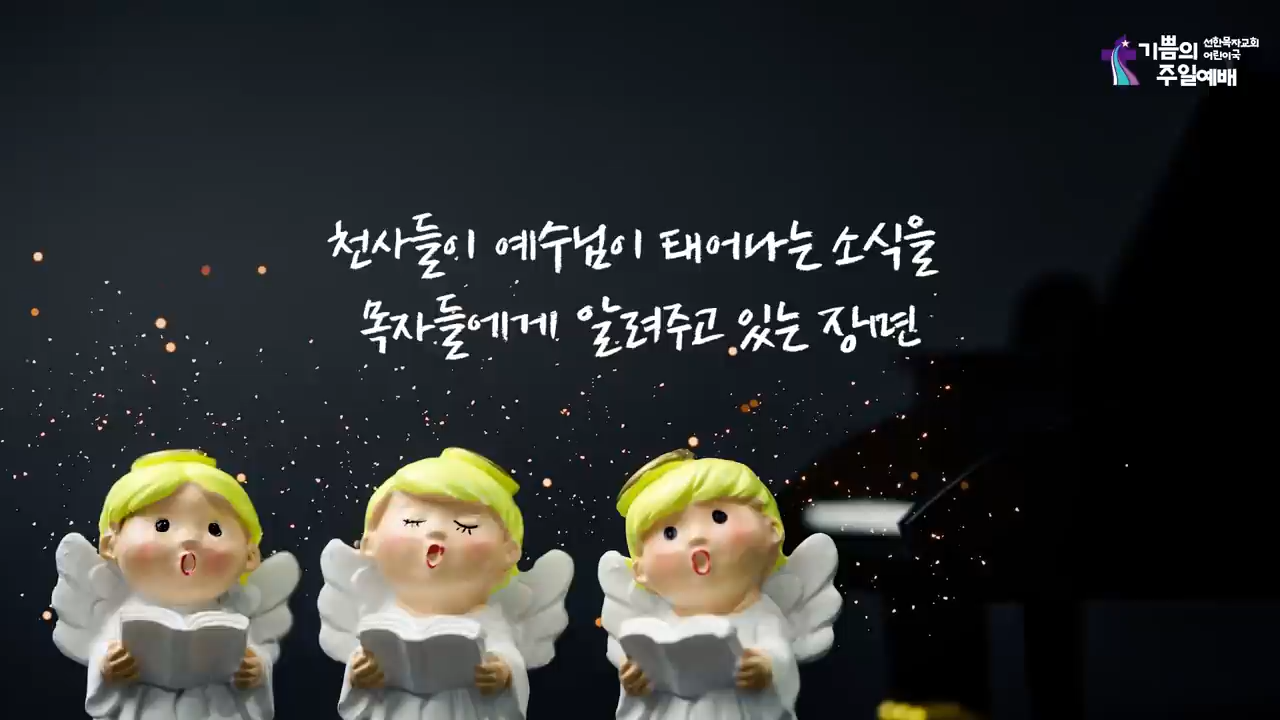 기쁨의 선한목자교회
어린이국
주일예배
천사들이 예수님이 태어나는 소식을
목자들에게 알려주고 있는 장면